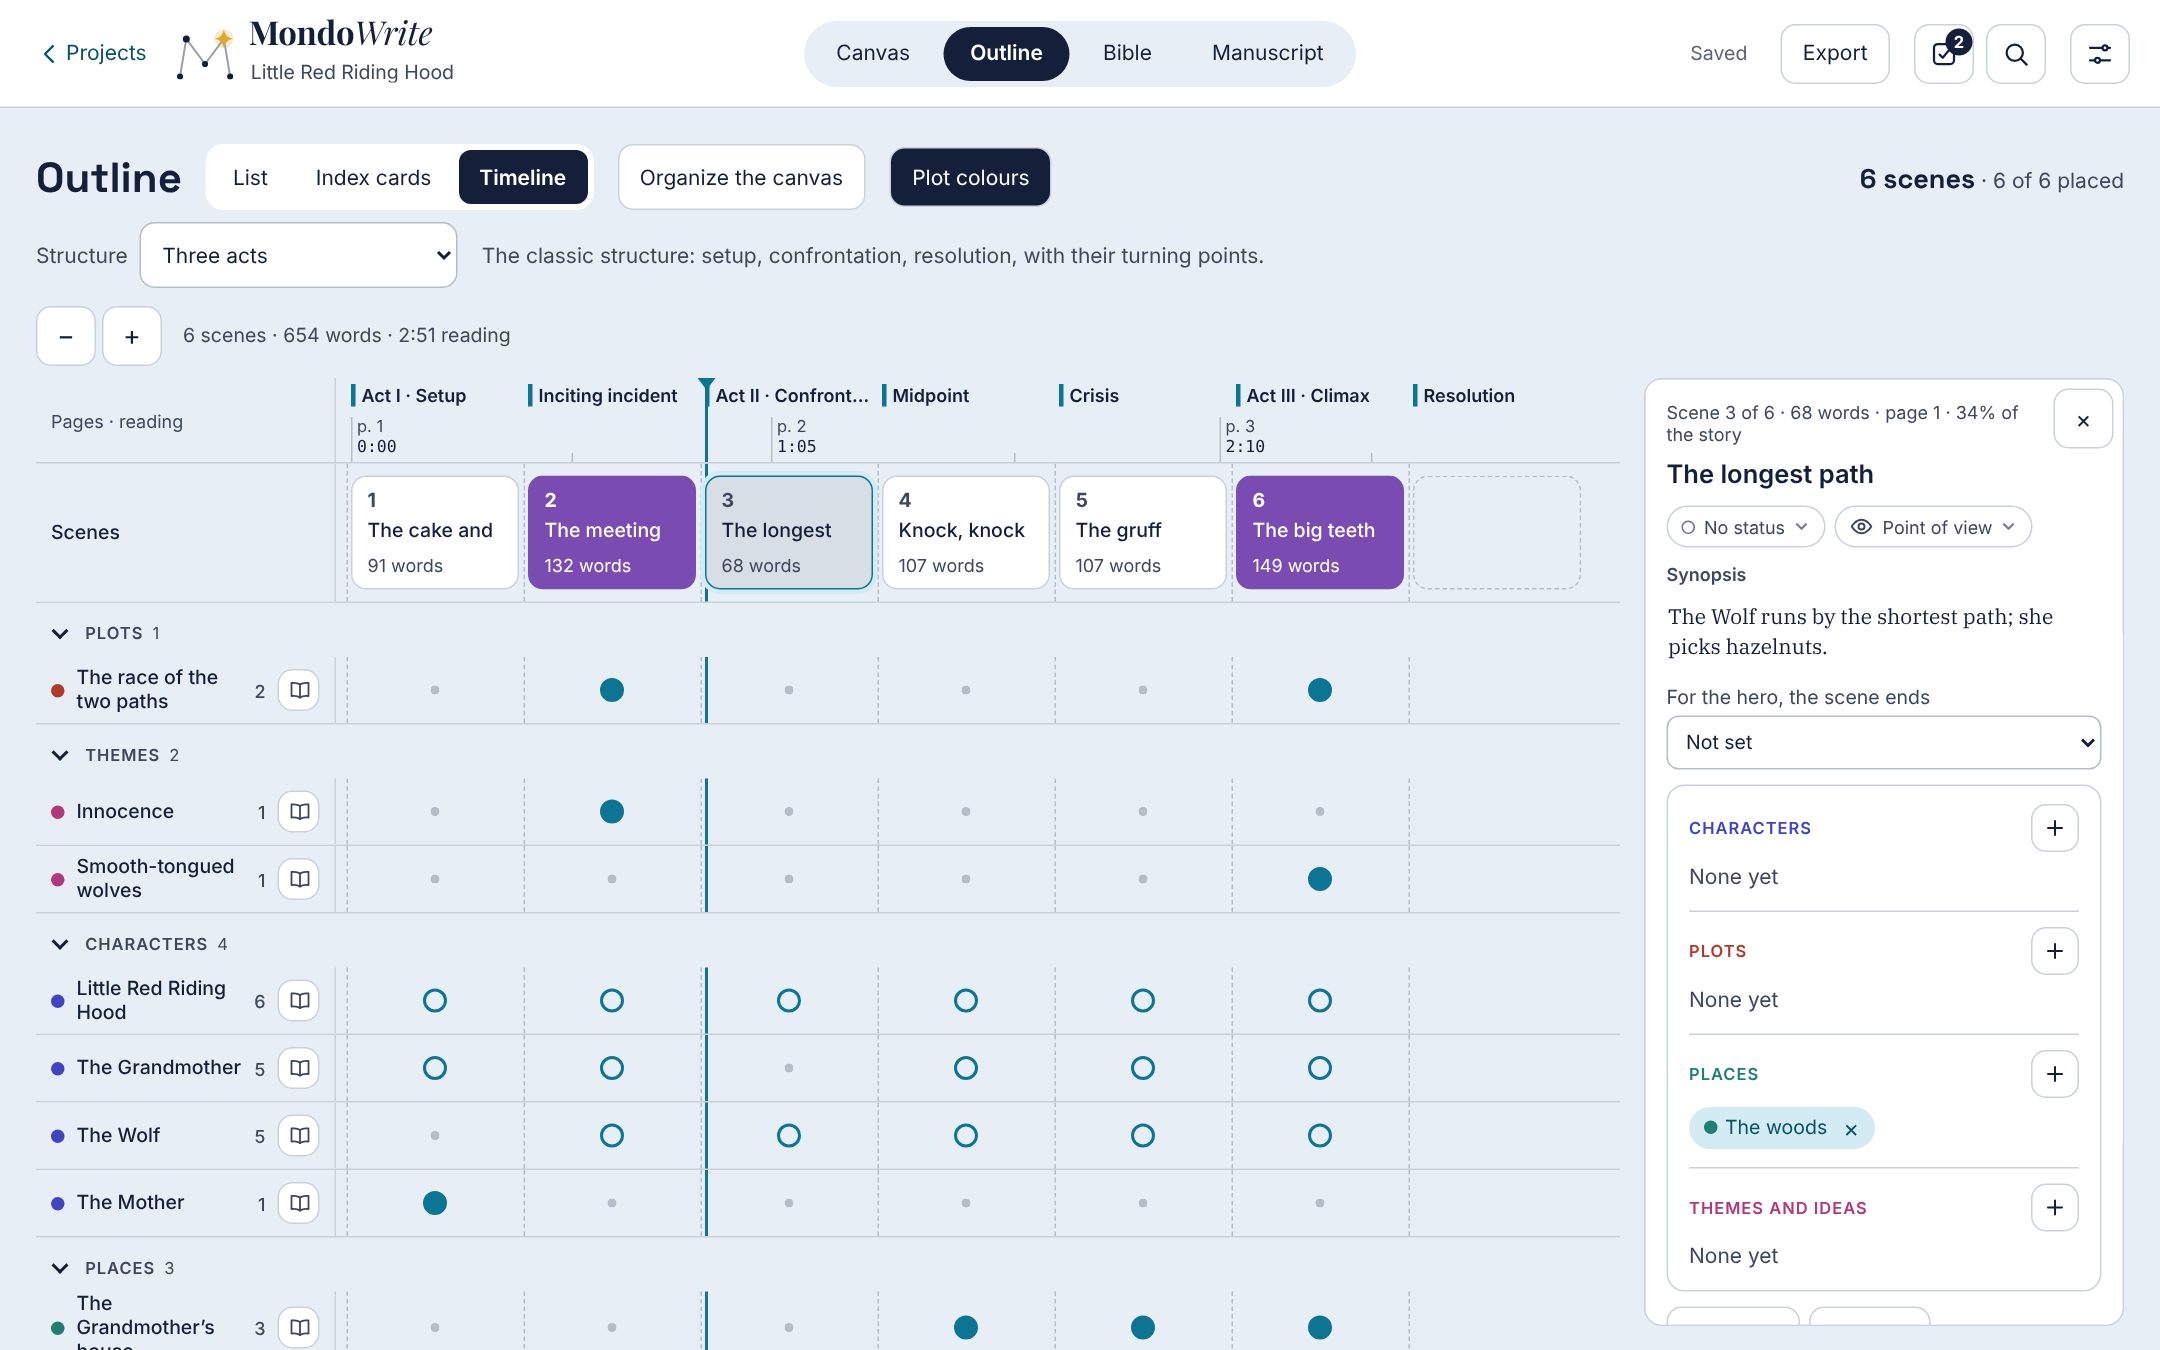 Projects
MondoWrite
Little Red Riding Hood
Canvas
Outline
Bible
Manuscript
Saved
Export
2
Outline
List
Index cards
Timeline
Organize the canvas
Plot colours
6 scenes · 6 of 6 placed
Structure
Three acts
The classic structure: setup, confrontation, resolution, with their turning points.
−
+
6 scenes · 654 words · 2:51 reading
Pages · reading
Act I · Setup
Inciting incident
Act II · Confront...
Midpoint
Crisis
Act III · Climax
Resolution
p. 1
0:00
p. 2
1:05
p. 3
2:10
Scenes
1
The cake and
91 words
2
The meeting
132 words
3
The longest
68 words
4
Knock, knock
107 words
5
The gruff
107 words
6
The big teeth
149 words
PLOTS 1
The race of the
two paths
2
THEMES 2
Innocence
1
Smooth-tongued
wolves
1
CHARACTERS 4
Little Red Riding
Hood
6
The Grandmother 5
The Wolf 5
The Mother 1
PLACES 3
The
Grandmother's
3
Scene 3 of 6 · 68 words · page 1 · 34% of
the story
×
The longest path
No status
Point of view
Synopsis
The Wolf runs by the shortest path; she
picks hazelnuts.
For the hero, the scene ends
Not set
CHARACTERS
+
None yet
PLOTS
+
None yet
PLACES
+
The woods ×
THEMES AND IDEAS
+
None yet